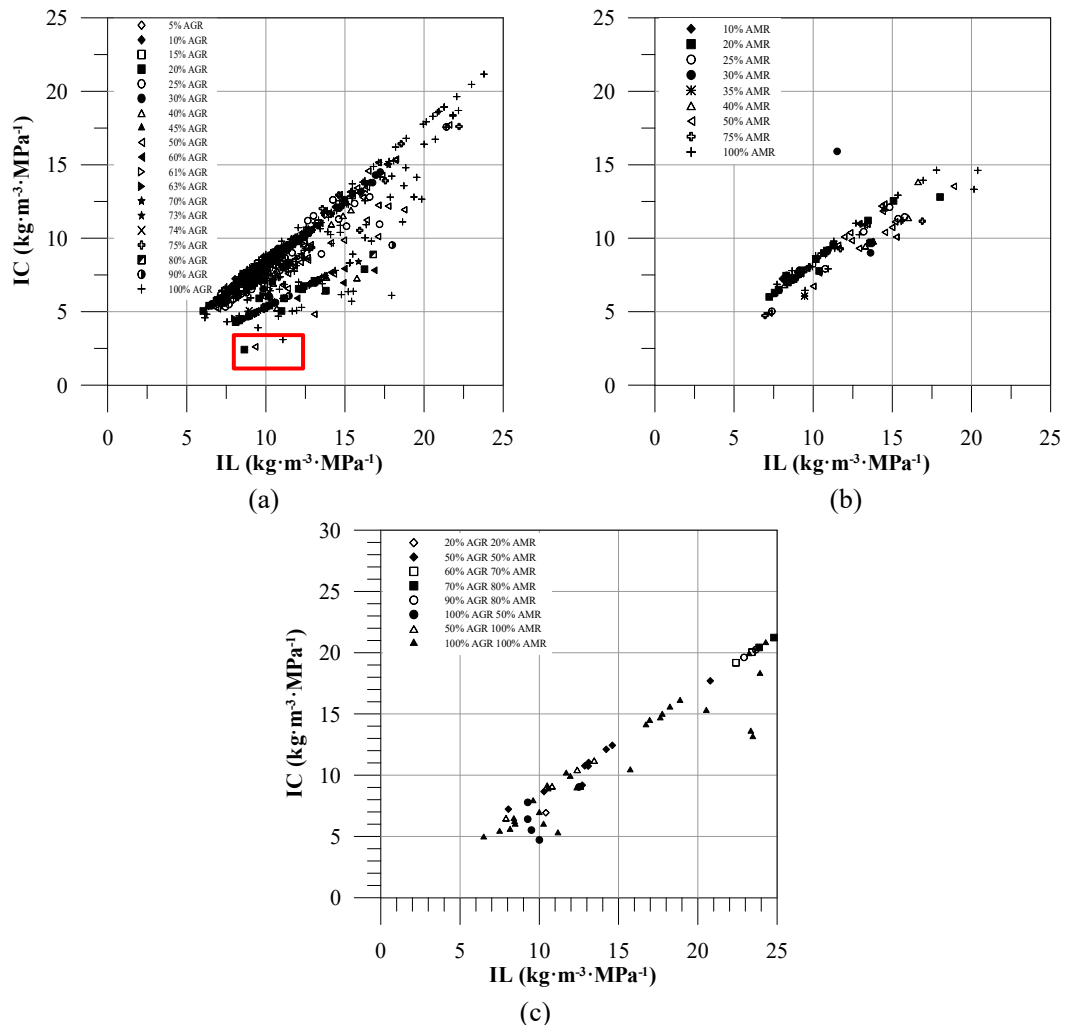 25
20
15
10
5
0
IC (kg·m-3·MPa-1)
5% AGR
10% AGR
15% AGR
20% AGR
25% AGR
30% AGR
40% AGR
45% AGR
50% AGR
60% AGR
61% AGR
63% AGR
70% AGR
73% AGR
74% AGR
75% AGR
80% AGR
90% AGR
100% AGR
0 5 10 15 20 25
IL (kg·m-3·MPa-1)
(a)
25
20
15
10
5
0
IC (kg·m-3·MPa-1)
10% AMR
20% AMR
25% AMR
30% AMR
35% AMR
40% AMR
50% AMR
75% AMR
100% AMR
0 5 10 15 20 25
IL (kg·m-3·MPa-1)
(b)
30
25
20
15
10
5
0
IC (kg·m-3·MPa-1)
20% AGR 20% AMR
50% AGR 50% AMR
60% AGR 70% AMR
70% AGR 80% AMR
90% AGR 80% AMR
100% AGR 50% AMR
50% AGR 100% AMR
100% AGR 100% AMR
0 5 10 15 20 25
IL (kg·m-3·MPa-1)
(c)